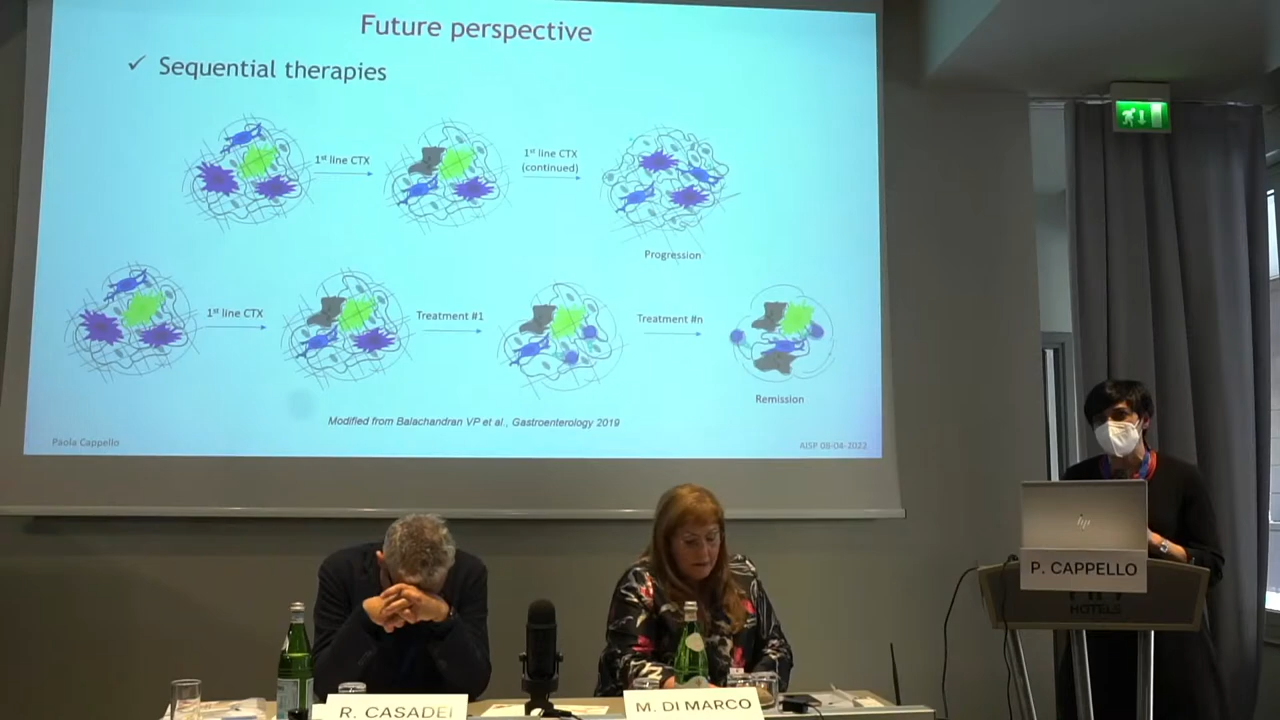 Future perspective
✓ Sequential therapies
1st line CTX
1st line CTX
(continued)
Progression
1st line CTX
Treatment #1
Treatment #n
Remission
Modified from Balachandran VP et al., Gastroenterology 2019
Paola Cappello
AISP 08-04-2022
hp
P. CAPPELLO
HOTELS
R. CASADEI
M. DI MARCO